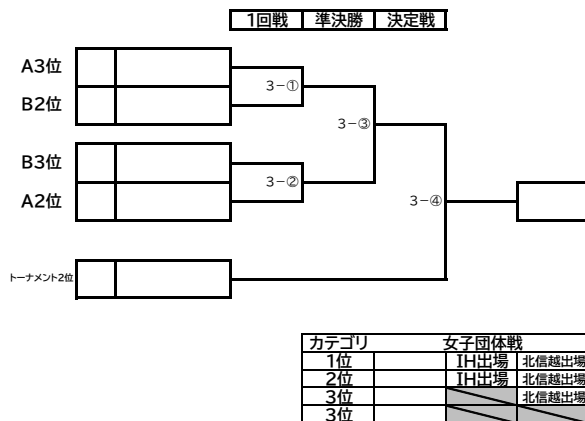 1回戦 準決勝 決定戦
A3位
3-①
B2位
3-③
B3位
3-②
A2位
3-④
トーナメント2位
カテゴリ 女子団体戦
1位 IH出場 北信越出場
2位 IH出場 北信越出場
3位 北信越出場
3位